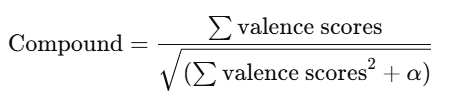 Compound = ∑ valence scores / √(∑ valence scores² + α)